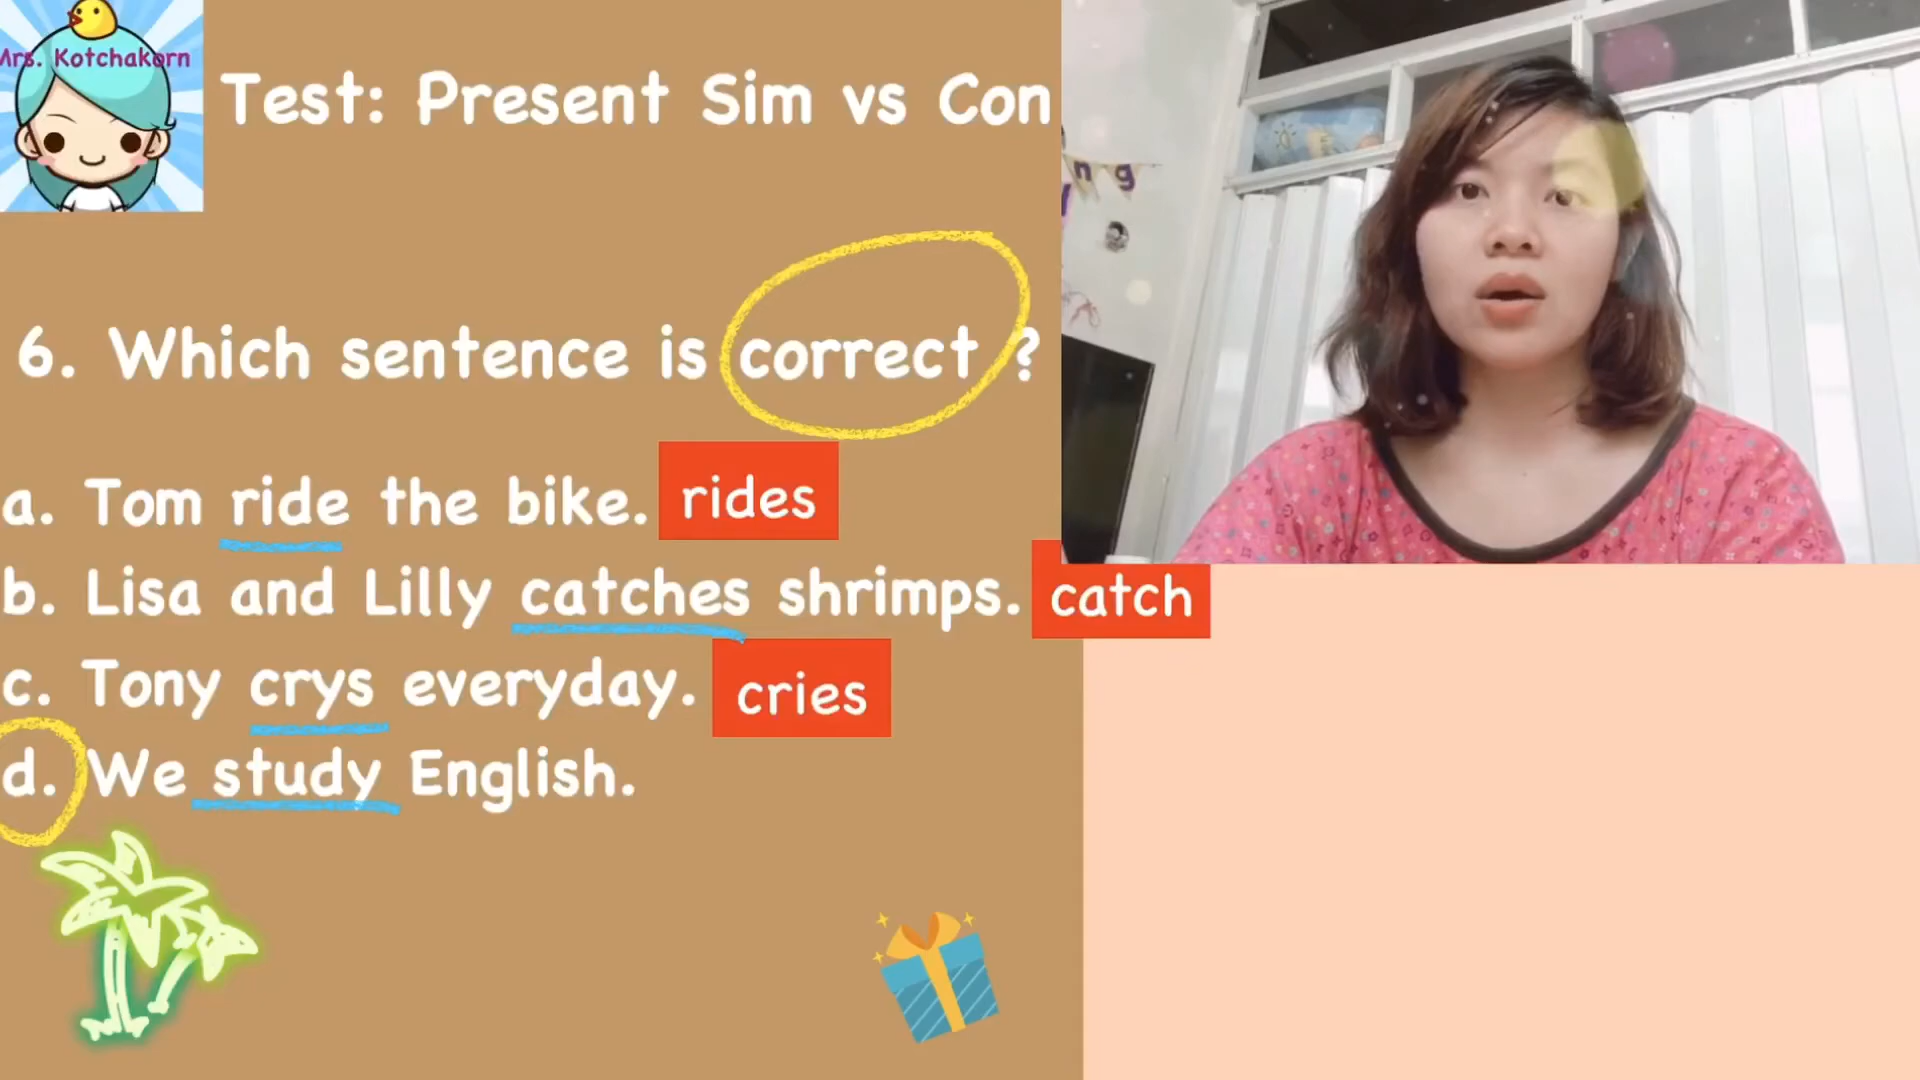 Mrs. Kotchakorn
Test: Present Sim vs Con
6. Which sentence is correct ?
a. Tom ride the bike. rides
b. Lisa and Lilly catches shrimps. catch
c. Tony crys everyday. cries
d. We study English.
n g